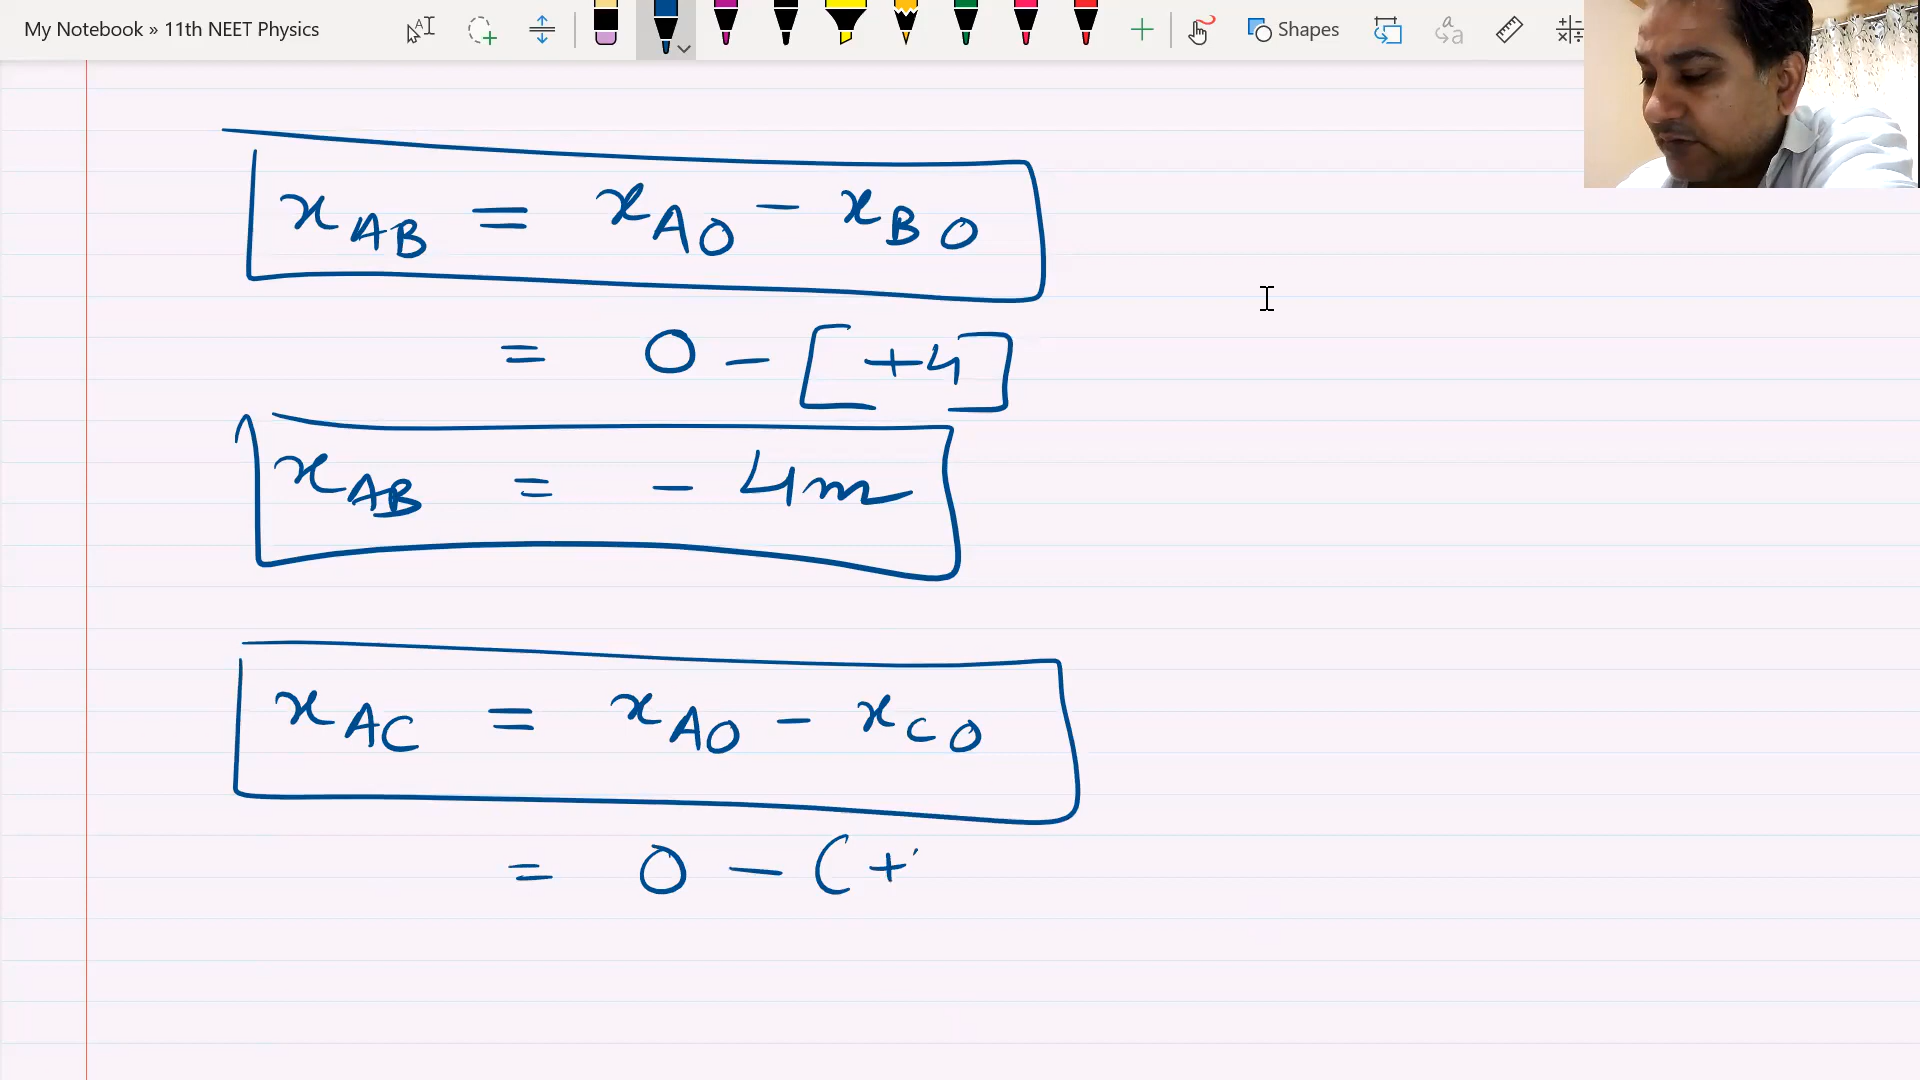 My Notebook » 11th NEET Physics
Shapes
x_AB = x_AO - x_BO
= 0 - [+4]
x_AB = - 4m
x_AC = x_AO - x_CO
= 0 - (+